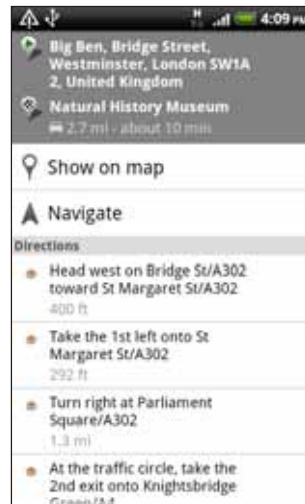 H
4:09 PM
Big Ben, Bridge Street,
Westminster, London SW1A
2, United Kingdom
Natural History Museum
2.7 mi - about 10 min
Show on map
Navigate
Directions
Head west on Bridge St/A302
toward St Margaret St/A302
400 ft
Take the 1st left onto St
Margaret St/A302
292 ft
Turn right at Parliament
Square/A302
1.3 mi
At the traffic circle, take the
2nd exit onto Knightsbridge
Green/A4